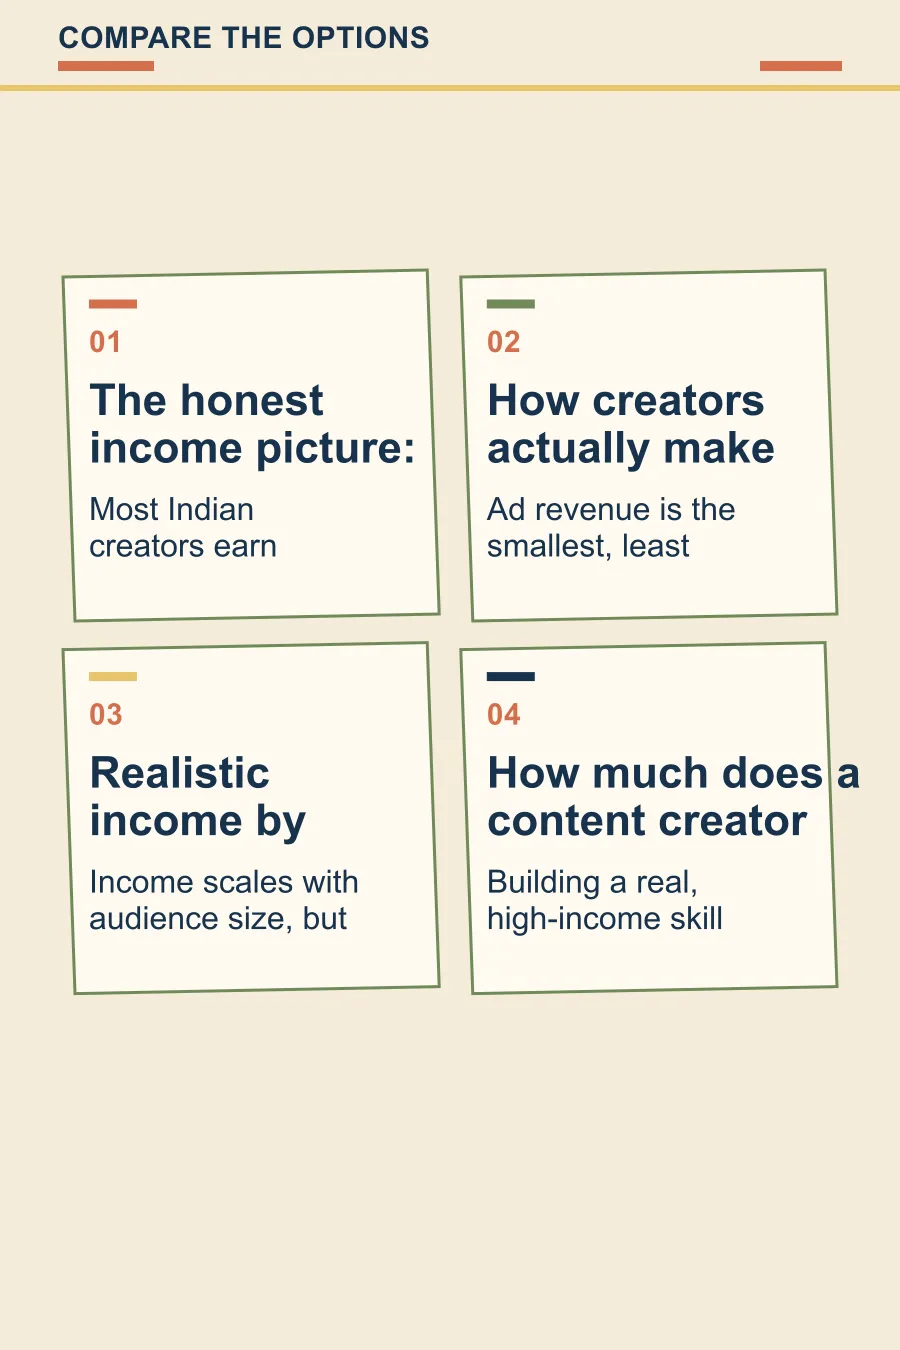 COMPARE THE OPTIONS
01
The honest
income picture:
Most Indian
creators earn
02
How creators
actually make
Ad revenue is the
smallest, least
03
Realistic
income by
Income scales with
audience size, but
04
How much does a
content creator
Building a real,
high-income skill